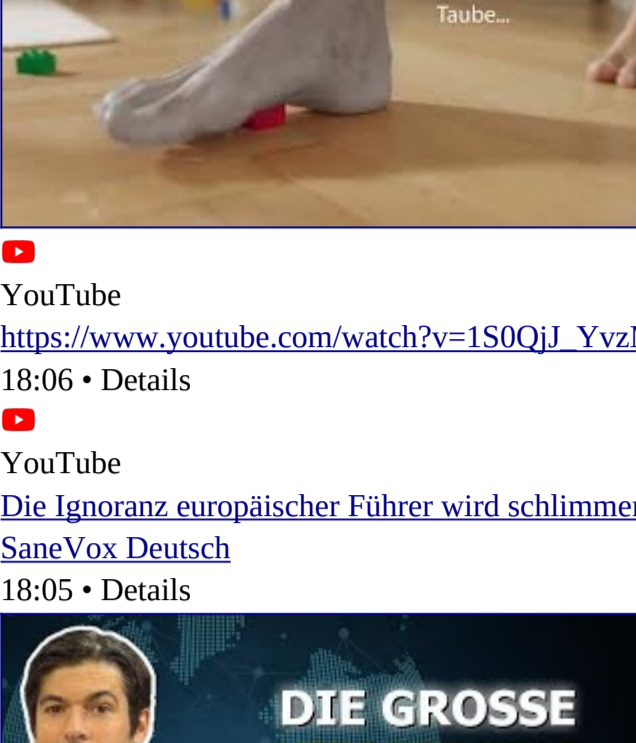 Taube...
YouTube
https://www.youtube.com/watch?v=1S0QjJ_Yvz
18:06 • Details
YouTube
Die Ignoranz europäischer Führer wird schlimmer
SaneVox Deutsch
18:05 • Details
DIE GROSSE